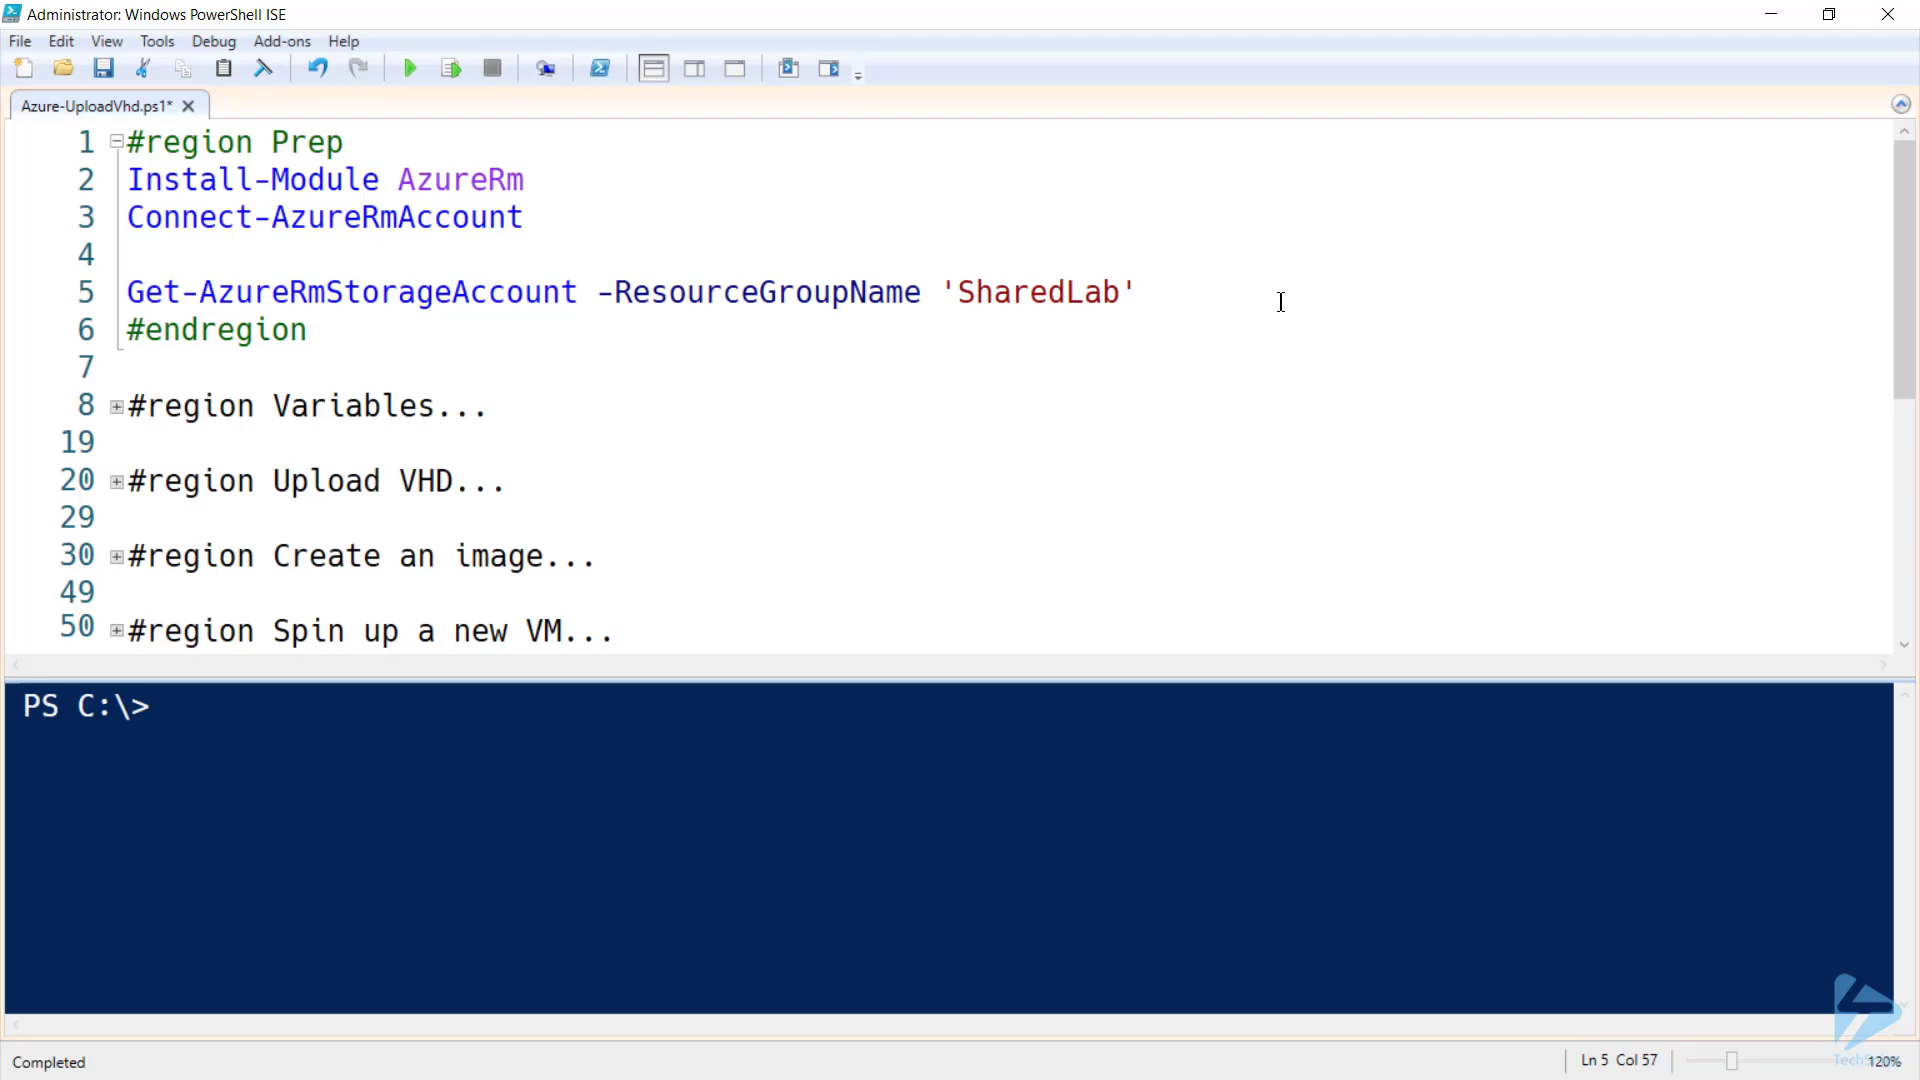 Administrator: Windows PowerShell ISE
File Edit View Tools Debug Add-ons Help
Azure-UploadVhd.ps1*
1 #region Prep
2 Install-Module AzureRm
3 Connect-AzureRmAccount
4
5 Get-AzureRmStorageAccount -ResourceGroupName 'SharedLab'
6 #endregion
7
8 #region Variables...
19
20 #region Upload VHD...
29
30 #region Create an image...
49
50 #region Spin up a new VM...
PS C:\>
Completed
Ln 5 Col 57
120%